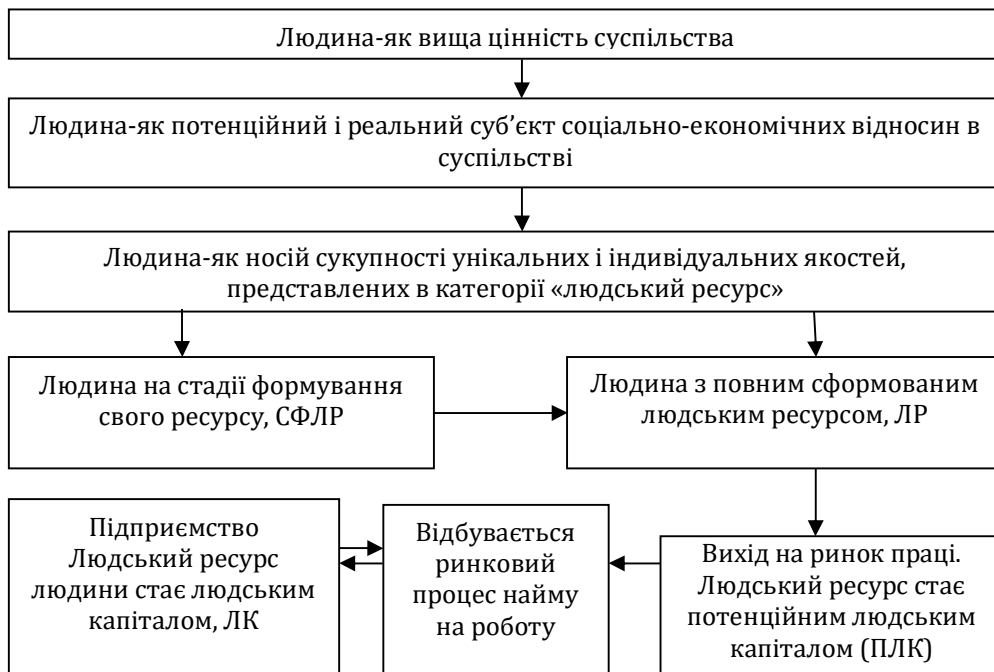 Людина-як вища цінність суспільства
Людина-як потенційний і реальний суб’єкт соціально-економічних відносин в
суспільстві
Людина-як носій сукупності унікальних і індивідуальних якостей,
представлених в категорії «людський ресурс»
Людина на стадії формування
свого ресурсу, СФЛР
Людина з повним сформованим
людським ресурсом, ЛР
Підприємство
Людський ресурс
людини стає людським
капіталом, ЛК
Відбувається
ринковий
процес найму
на роботу
Вихід на ринок праці.
Людський ресурс стає
потенційним людським
капіталом (ПЛК)